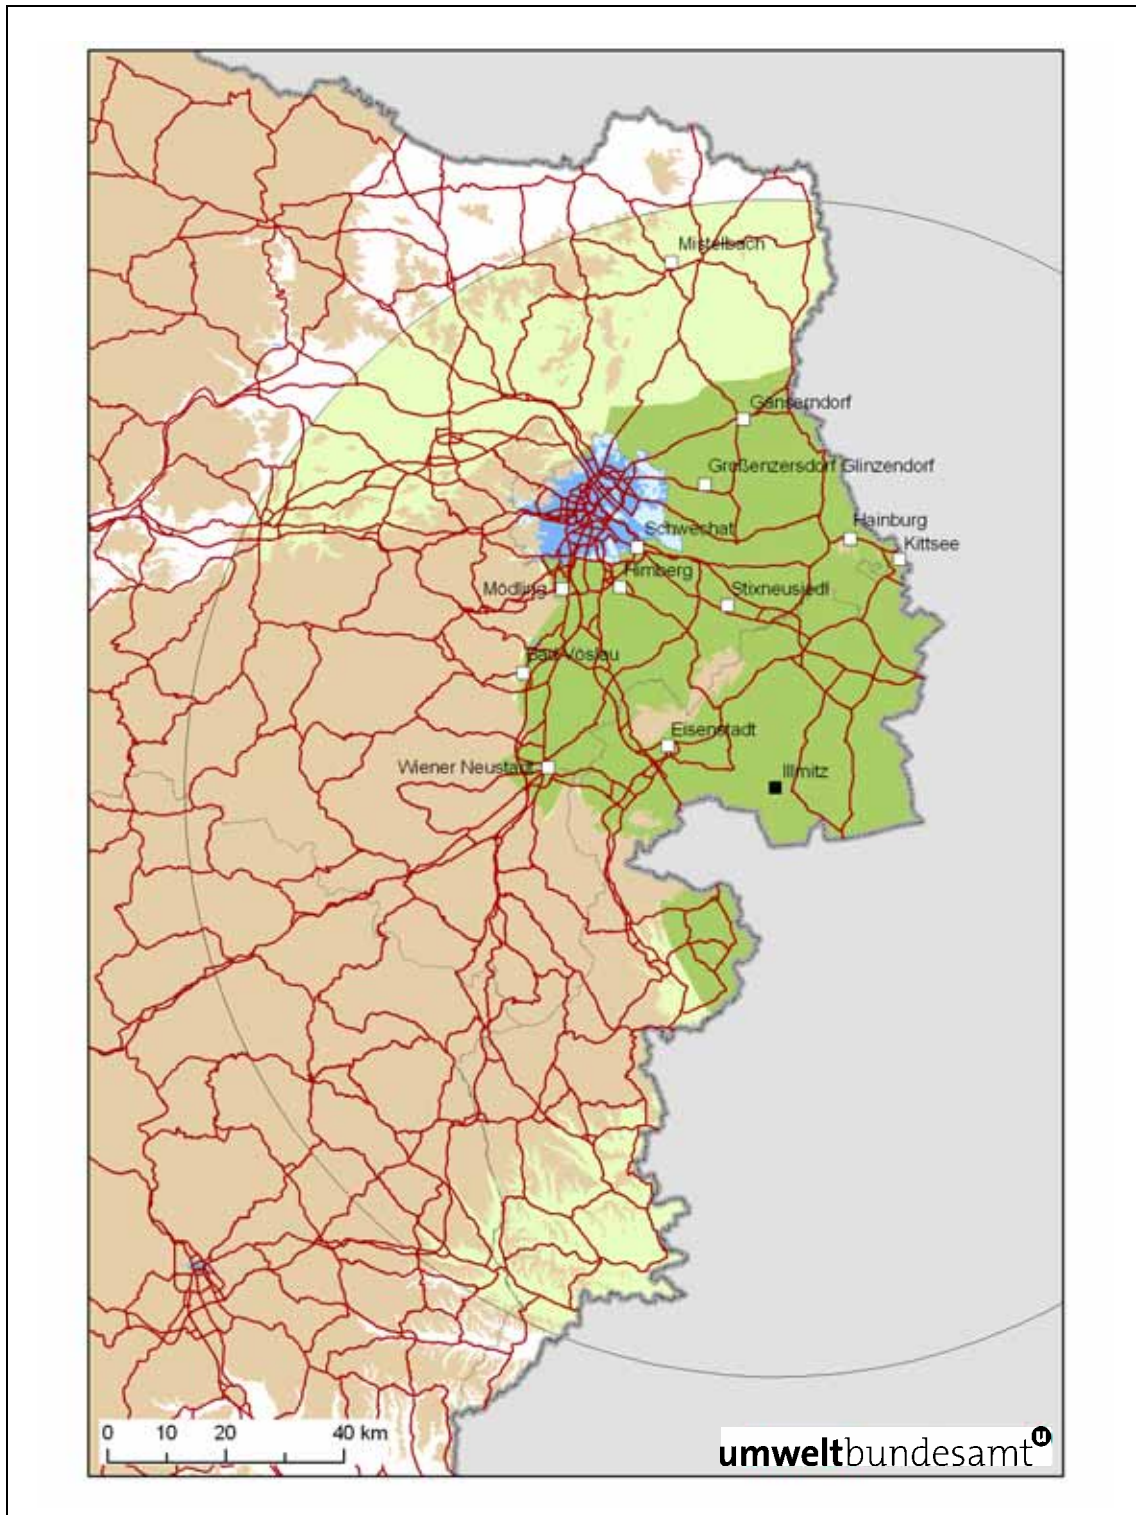 Mistelbach
Gänserndorf
Großenzersdorf Glinzendorf
Hainburg
Schwechat
Kittsee
Himberg
Mödling
Stixneusiedl
Bad Vöslau
Eisenstadt
Wiener Neustadt
Illmitz
0 10 20 40 km
umweltbundesamt u